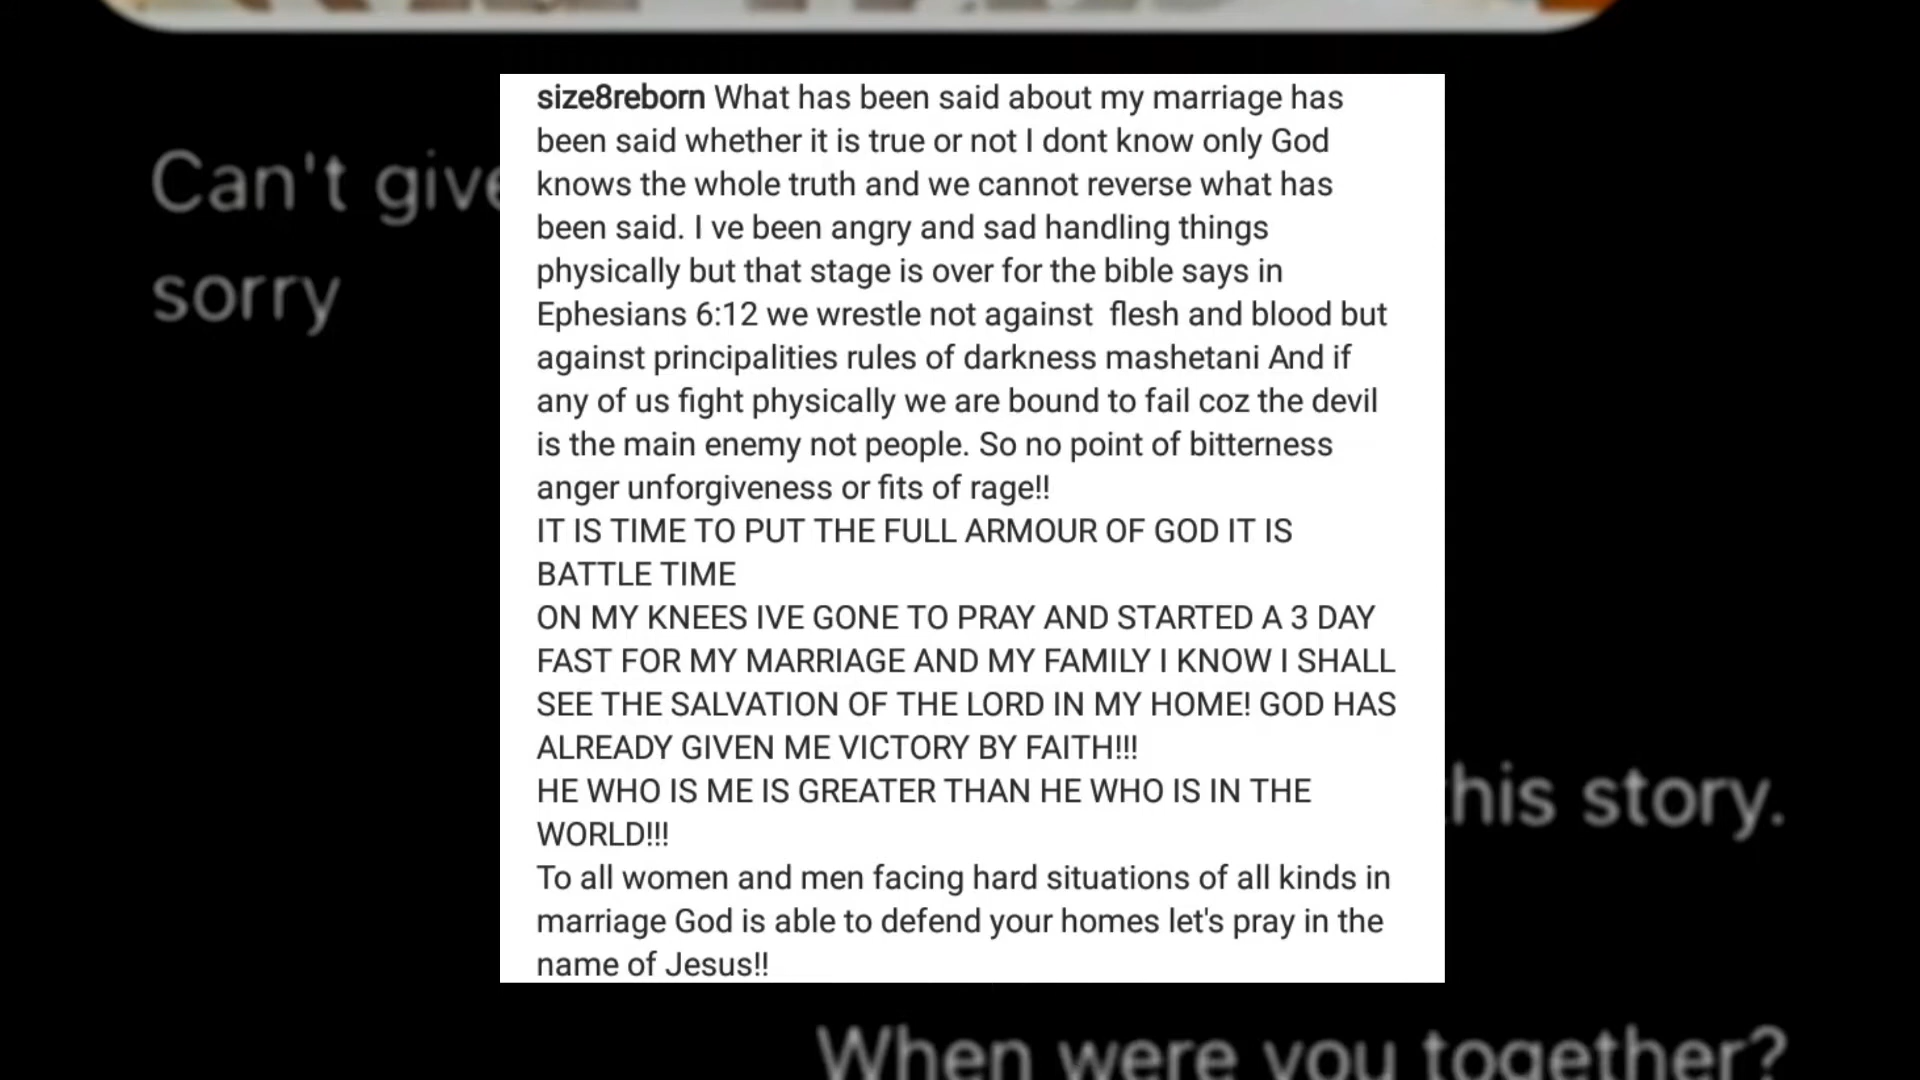 Can't give
sorry
size8reborn What has been said about my marriage has
been said whether it is true or not I dont know only God
knows the whole truth and we cannot reverse what has
been said. I ve been angry and sad handling things
physically but that stage is over for the bible says in
Ephesians 6:12 we wrestle not against  flesh and blood but
against principalities rules of darkness mashetani And if
any of us fight physically we are bound to fail coz the devil
is the main enemy not people. So no point of bitterness
anger unforgiveness or fits of rage!!
IT IS TIME TO PUT THE FULL ARMOUR OF GOD IT IS
BATTLE TIME
ON MY KNEES IVE GONE TO PRAY AND STARTED A 3 DAY
FAST FOR MY MARRIAGE AND MY FAMILY I KNOW I SHALL
SEE THE SALVATION OF THE LORD IN MY HOME! GOD HAS
ALREADY GIVEN ME VICTORY BY FAITH!!!
HE WHO IS ME IS GREATER THAN HE WHO IS IN THE
WORLD!!!
To all women and men facing hard situations of all kinds in
marriage God is able to defend your homes let's pray in the
name of Jesus!!
this story.
When were you together?